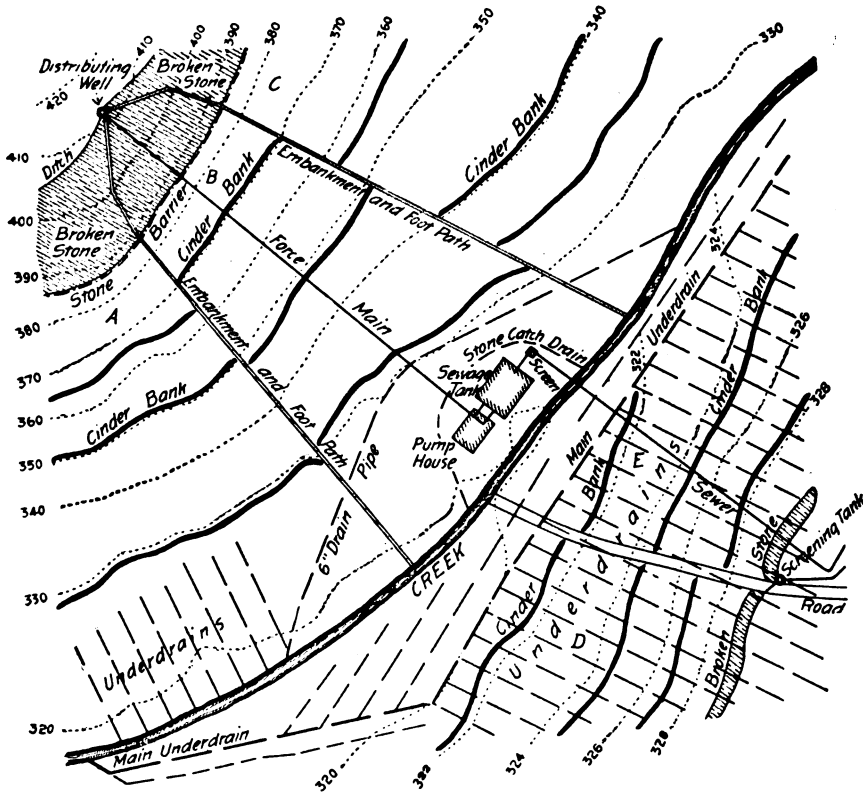 410
400
390
380
370
360
350
340
330
Distributing
Well
Broken
Stone
C
420
410
Ditch
Cinder Bank
400
Broken
Stone
Barrier
B
Cinder Bank
Embankment and Foot Path
390
Stone
A
Force Main
324
Underdrain
Bank
326
380
Embankment and Foot Path
Stone Catch Drain
Sewage
Tank
Screen
322
370
Cinder
328
360
Cinder Bank
Pump
House
Main
Bank
E
350
6" Drain Pipe
Sewer
340
Stone
Screening Tank
CREEK
330
Road
Underdrains
Cinder
Underdrains
D
Broken
320
Main Underdrain
320
322
324
326
328